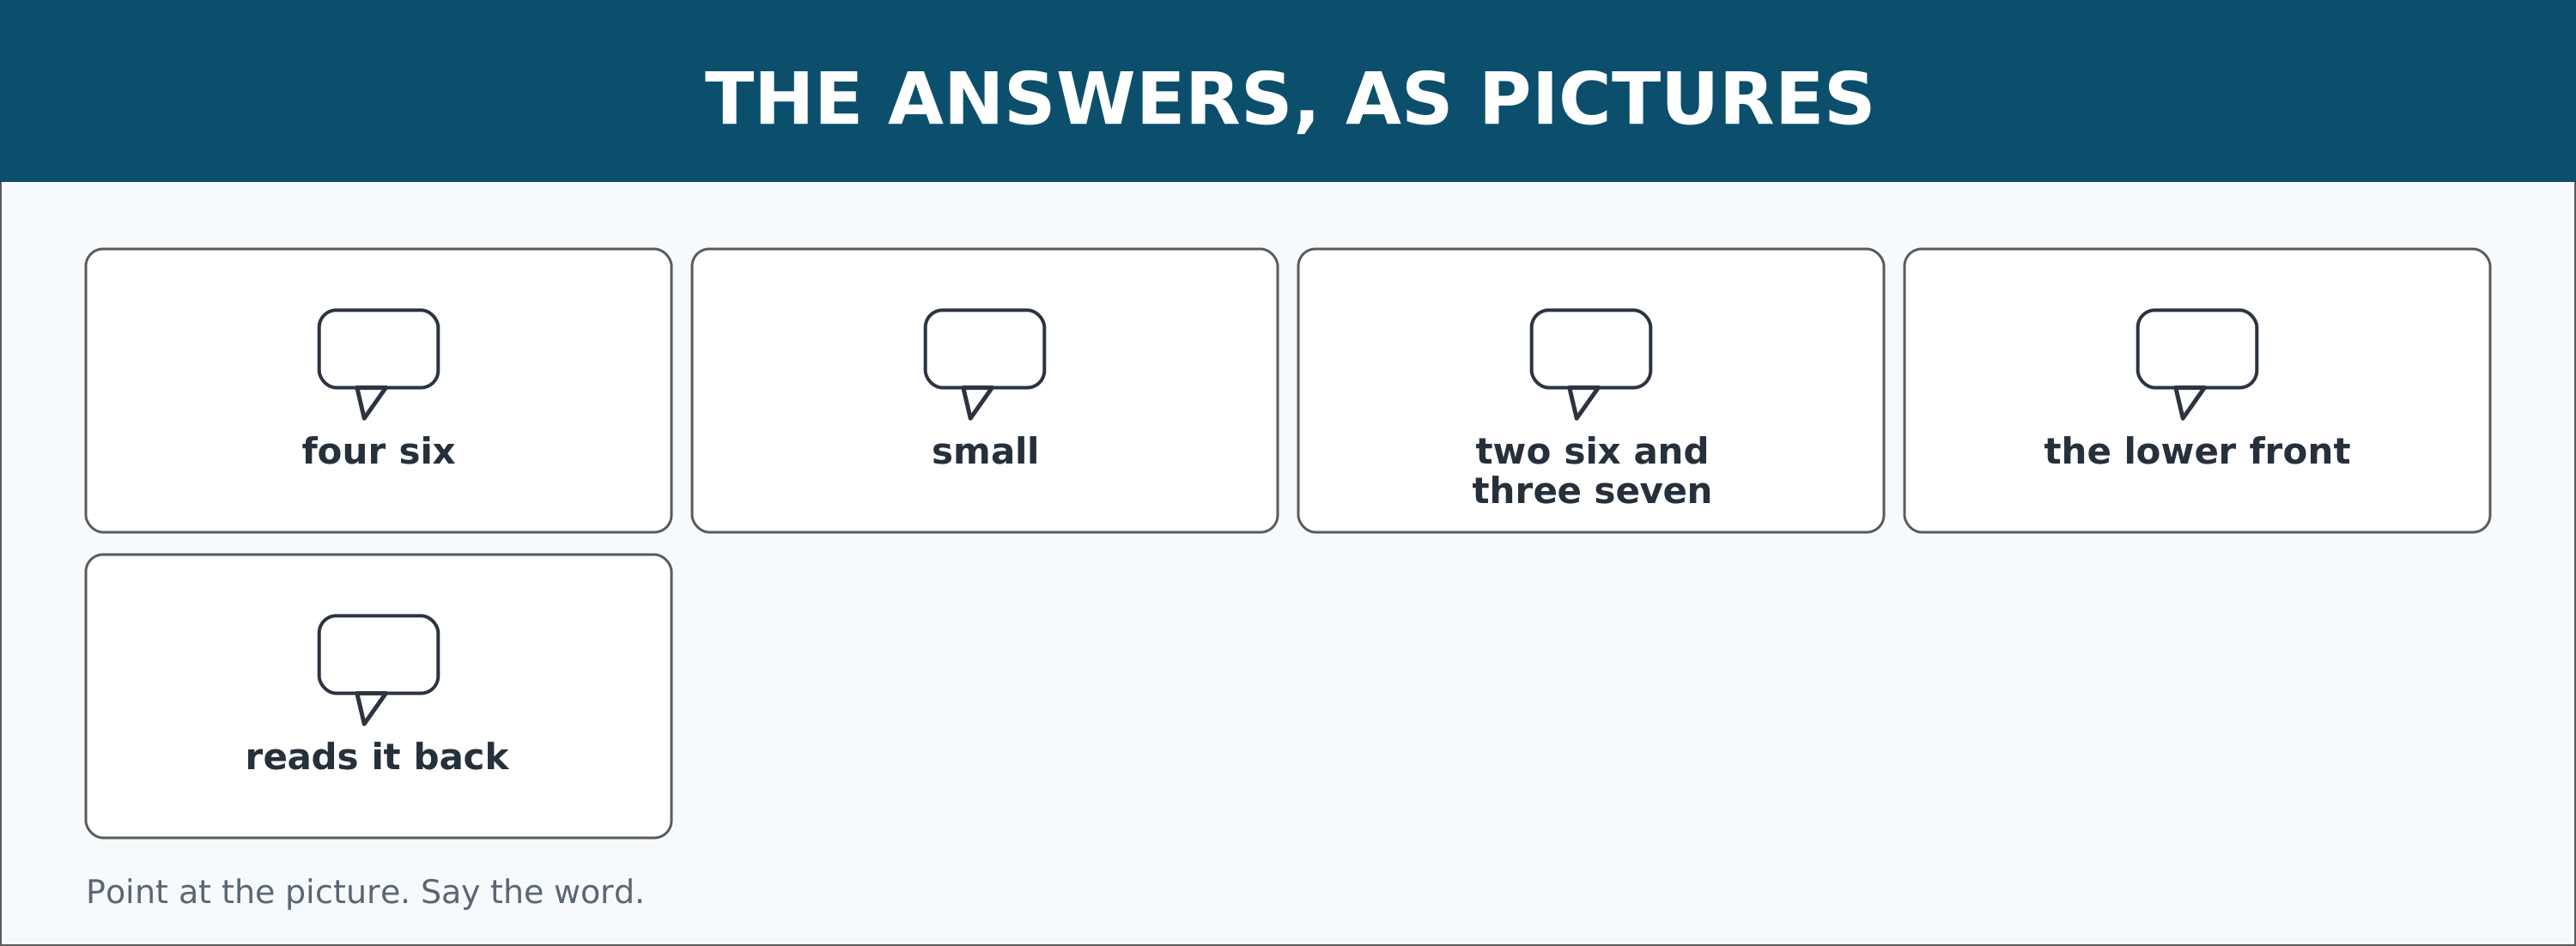 THE ANSWERS, AS PICTURES
four six
small
two six and
three seven
the lower front
reads it back
Point at the picture. Say the word.